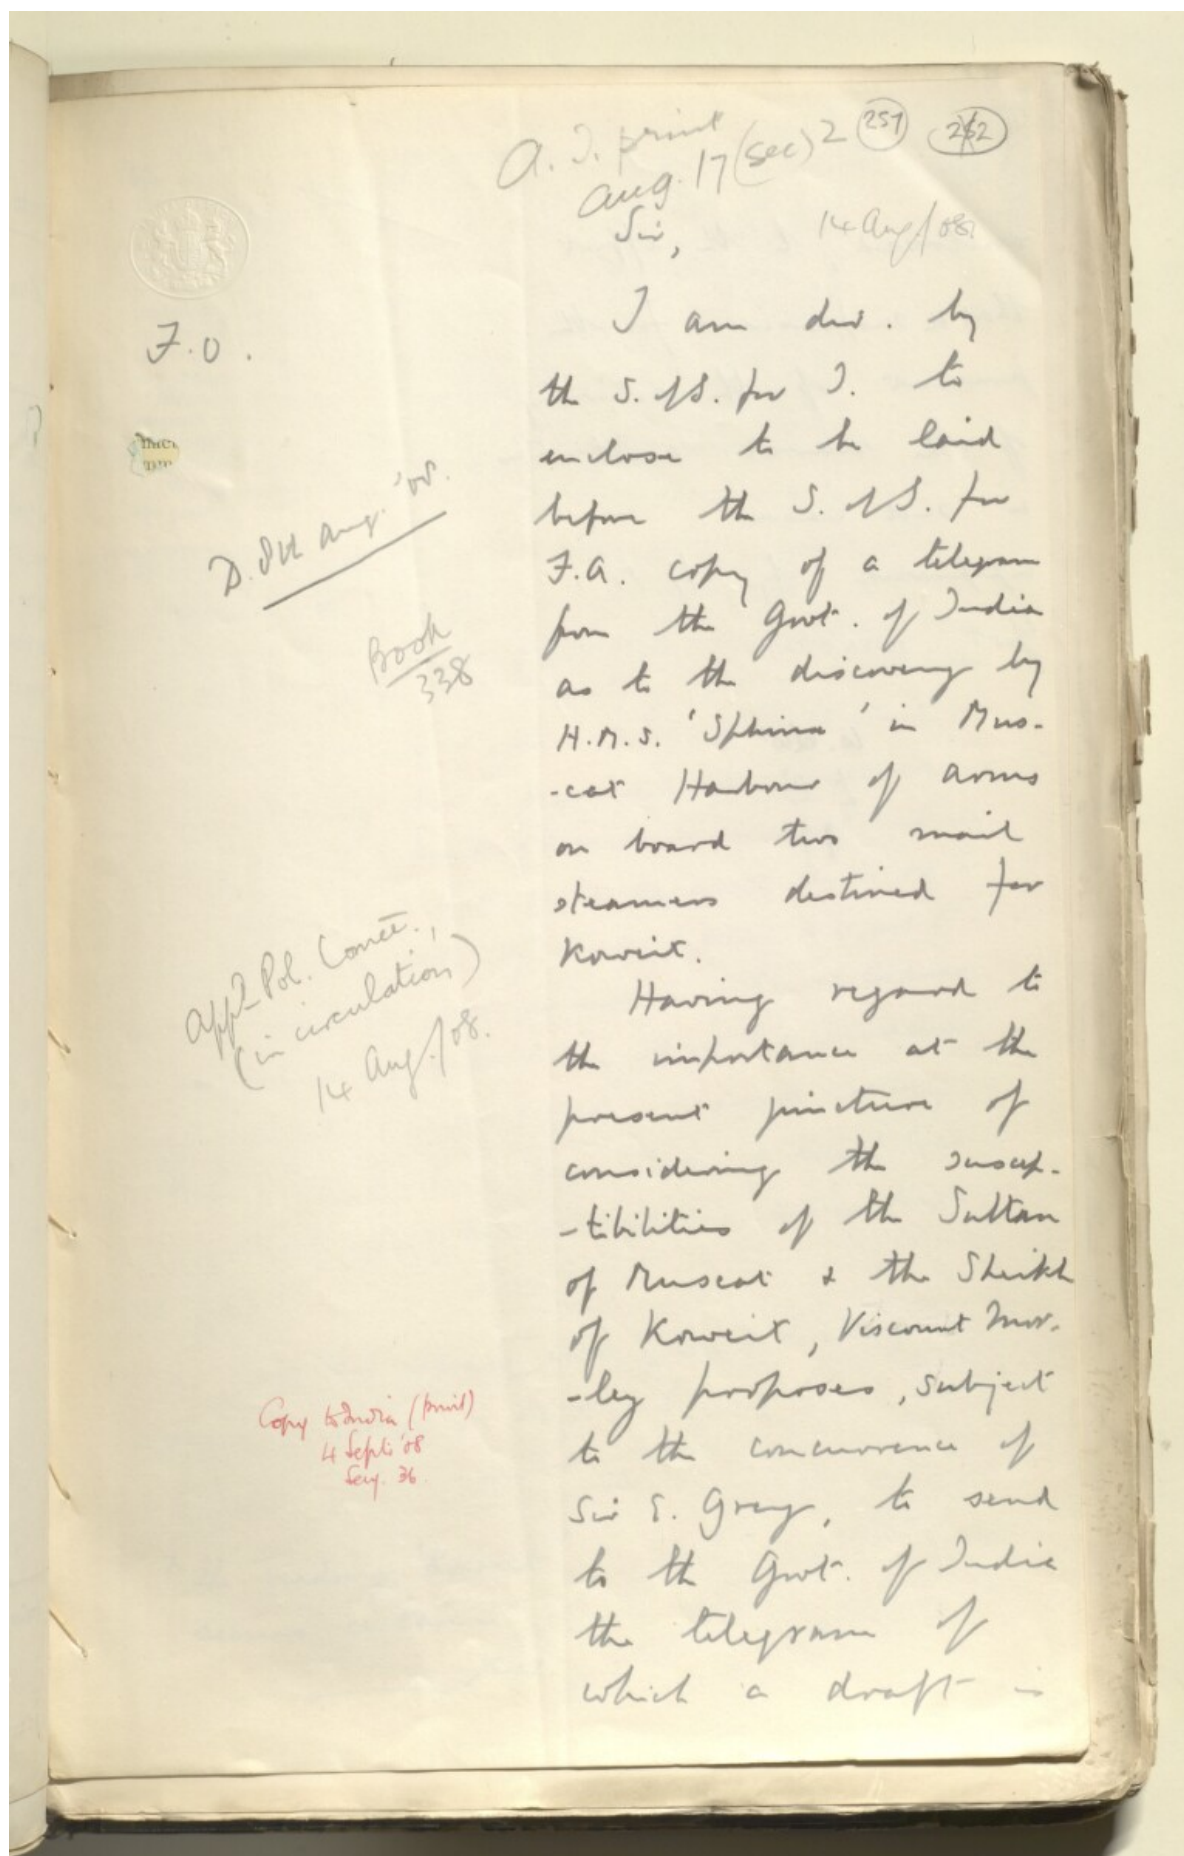 A. T. print
Aug. 17 (Sec) 2
257
262
Sir,
14 Aug/08.
F.O.
I am dir. by
the S. of S. for I. to
enclose to be laid
before the S. of S. for
F.A. copy of a telegram
from the Govt. of India
as to the discovery by
H.M.S. 'Sphinx' in Mus-
-cat Harbour of arms
on board two mail
steamers destined for
Koweit.
Having regard to
the importance at the
present juncture of
considering the suscep-
-tibilities of the Sultan
of Muscat & the Sheikh
of Koweit, Viscount Mor-
-ley proposes, subject
to the concurrence of
Sir E. Grey, to send
to the Govt. of India
the telegram of
which a draft is
Aug. '08.
Book
338
Appd Pol. Comee.,
(in circulation)
14 Aug./08.
Copy to India (print)
4 Sept. '08
Secy. 36